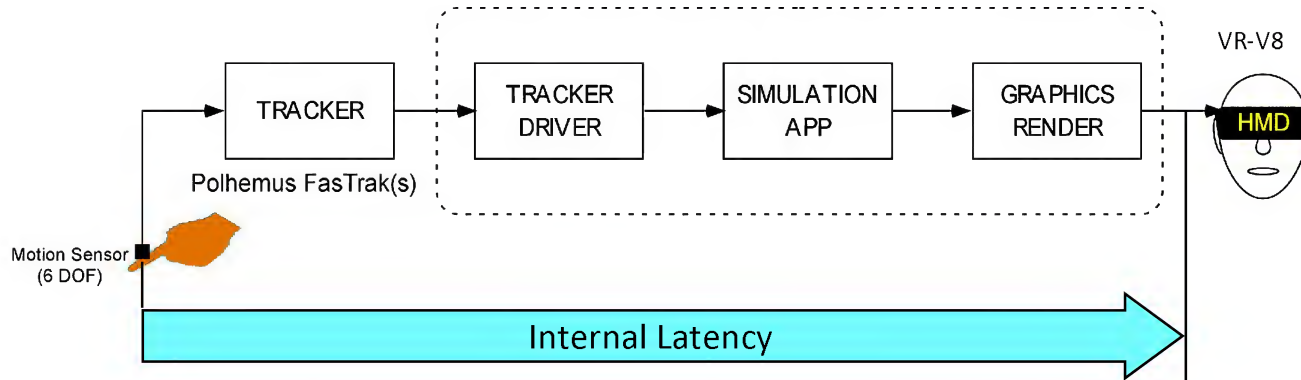 VR-V8
TRACKER
TRACKER
DRIVER
SIMULATION
APP
GRAPHICS
RENDER
HMD
Polhemus FasTrak(s)
Motion Sensor
(6 DOF)
Internal Latency